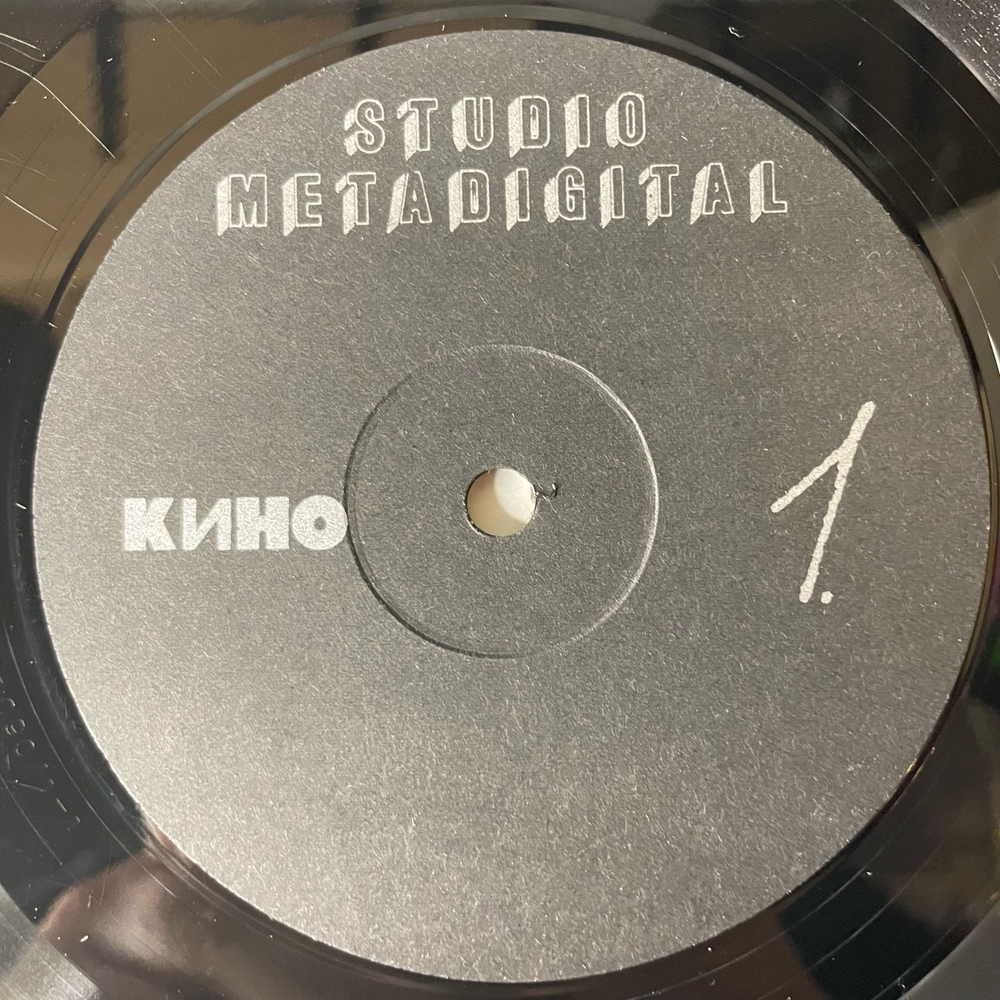 STUDIO
METADIGITAL
КИНО
1.